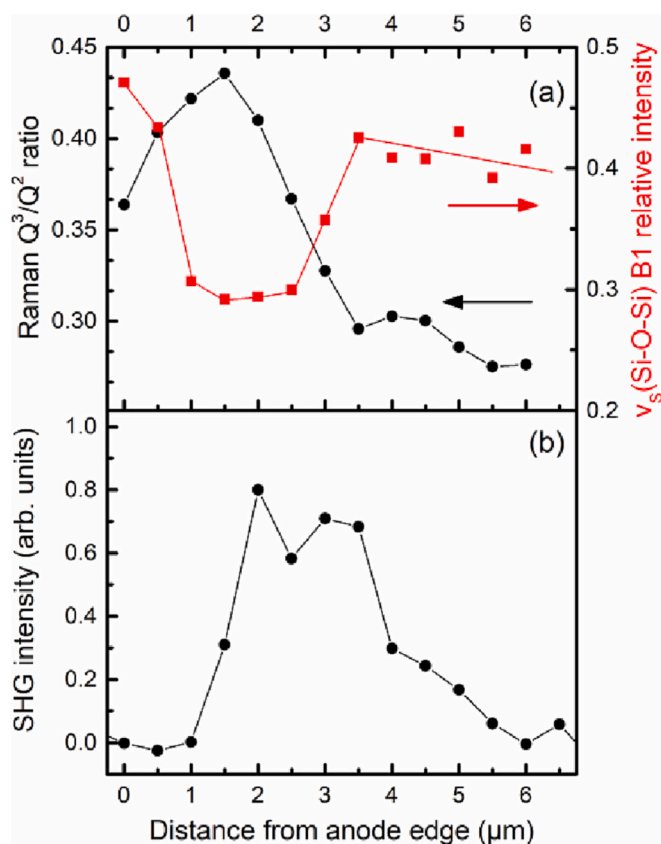 0 1 2 3 4 5 6
0.45 0.5
(a)
0.40 0.4
0.35
0.30 0.3
0.2
Raman Q³/Q² ratio
νS(Si-O-Si) B1 relative intensity
1.0
(b)
0.8
0.6
0.4
0.2
0.0
SHG intensity (arb. units)
0 1 2 3 4 5 6
Distance from anode edge (µm)